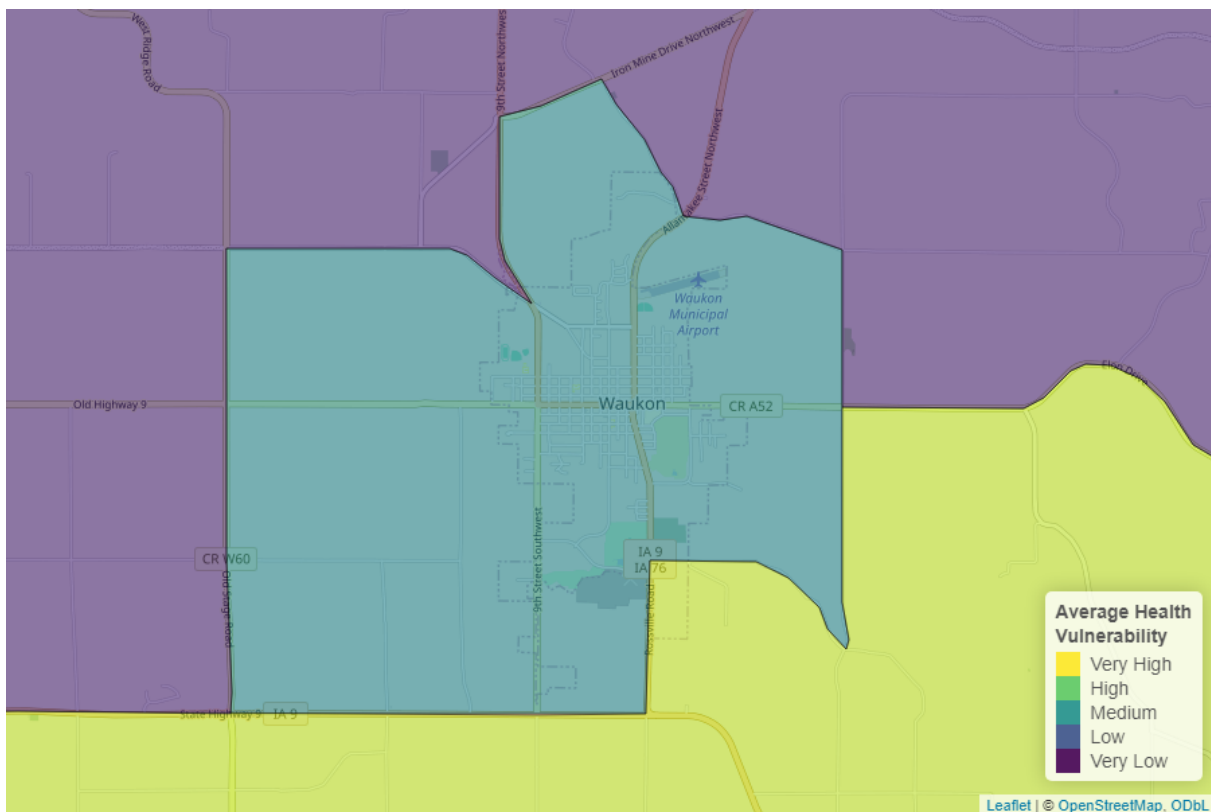 West Ridge Road
9th Street Northwest
Iron Mine Drive Northwest
Allamakee Street Northwest
Waukon
Municipal
Airport
Elon Drive
Old Highway 9
Waukon
CR A52
CR W60
Old Stage Road
9th Street Southwest
IA 9
IA 76
Rossville Road
State Highway 9
IA 9
Average Health
Vulnerability
Very High
High
Medium
Low
Very Low
Leaflet | © OpenStreetMap, ODbL